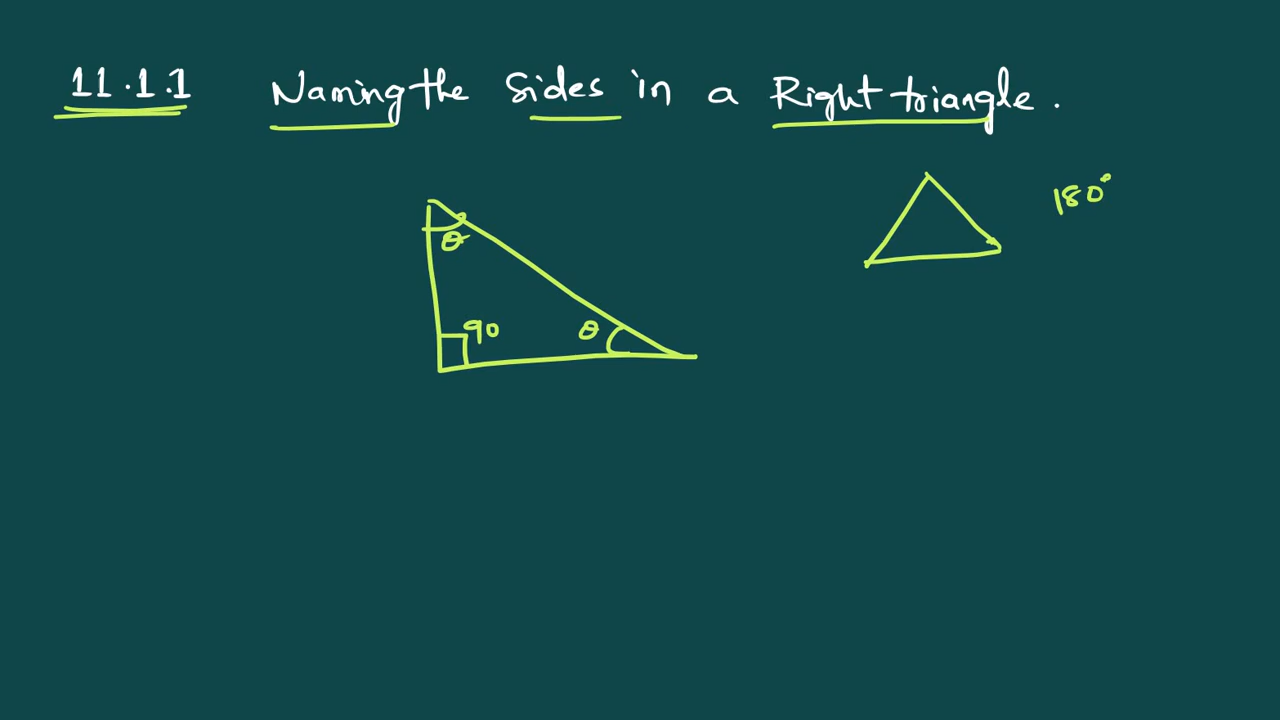 11.1.1 Naming the sides in a Right triangle.
180°
θ
90
θ